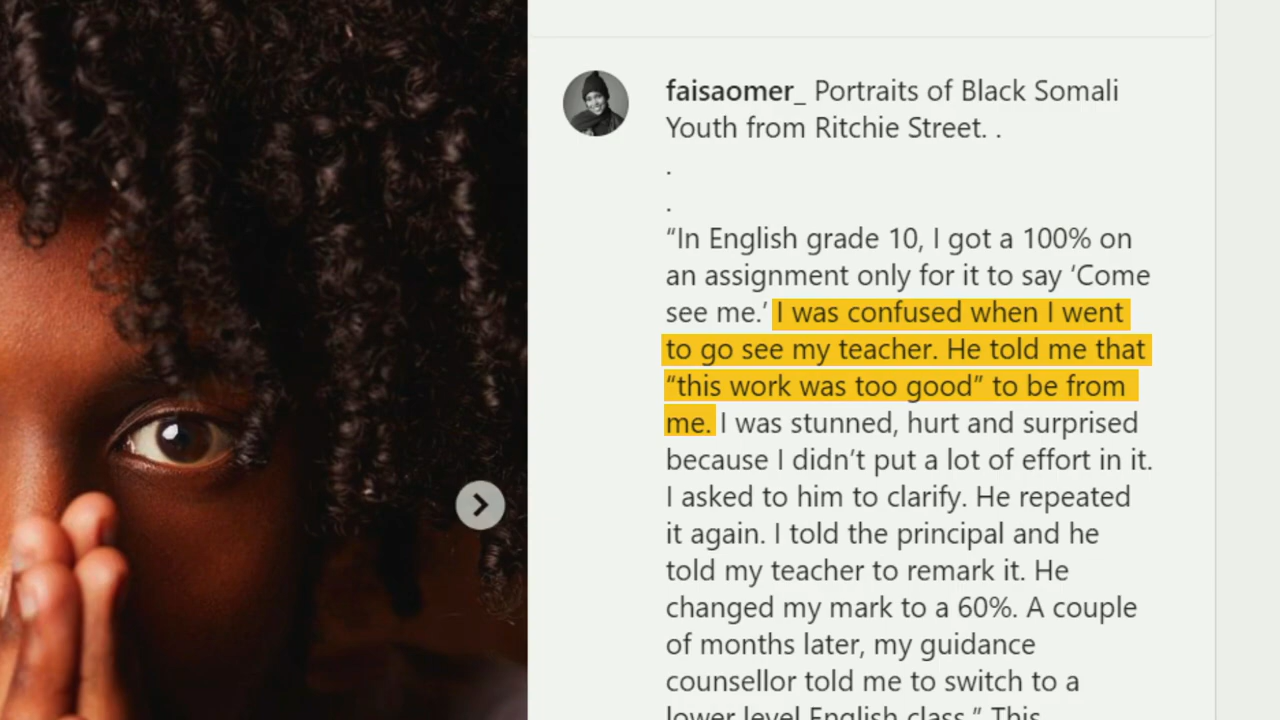 faisaomer_ Portraits of Black Somali
Youth from Ritchie Street. .
.
.
“In English grade 10, I got a 100% on
an assignment only for it to say ‘Come
see me.’ I was confused when I went
to go see my teacher. He told me that
“this work was too good” to be from
me. I was stunned, hurt and surprised
because I didn’t put a lot of effort in it.
I asked to him to clarify. He repeated
it again. I told the principal and he
told my teacher to remark it. He
changed my mark to a 60%. A couple
of months later, my guidance
counsellor told me to switch to a
lower level English class.” This